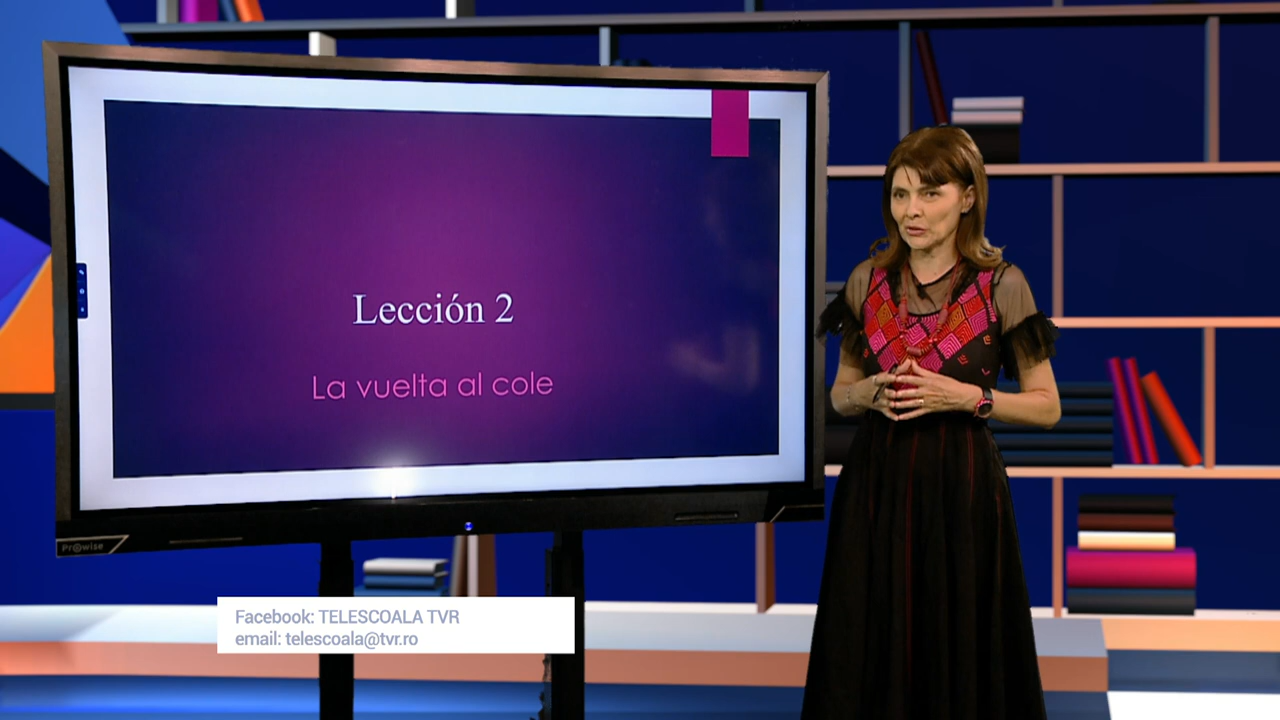 Lección 2
La vuelta al cole
Prowise
Facebook: TELESCOALA TVR
email: telescoala@tvr.ro